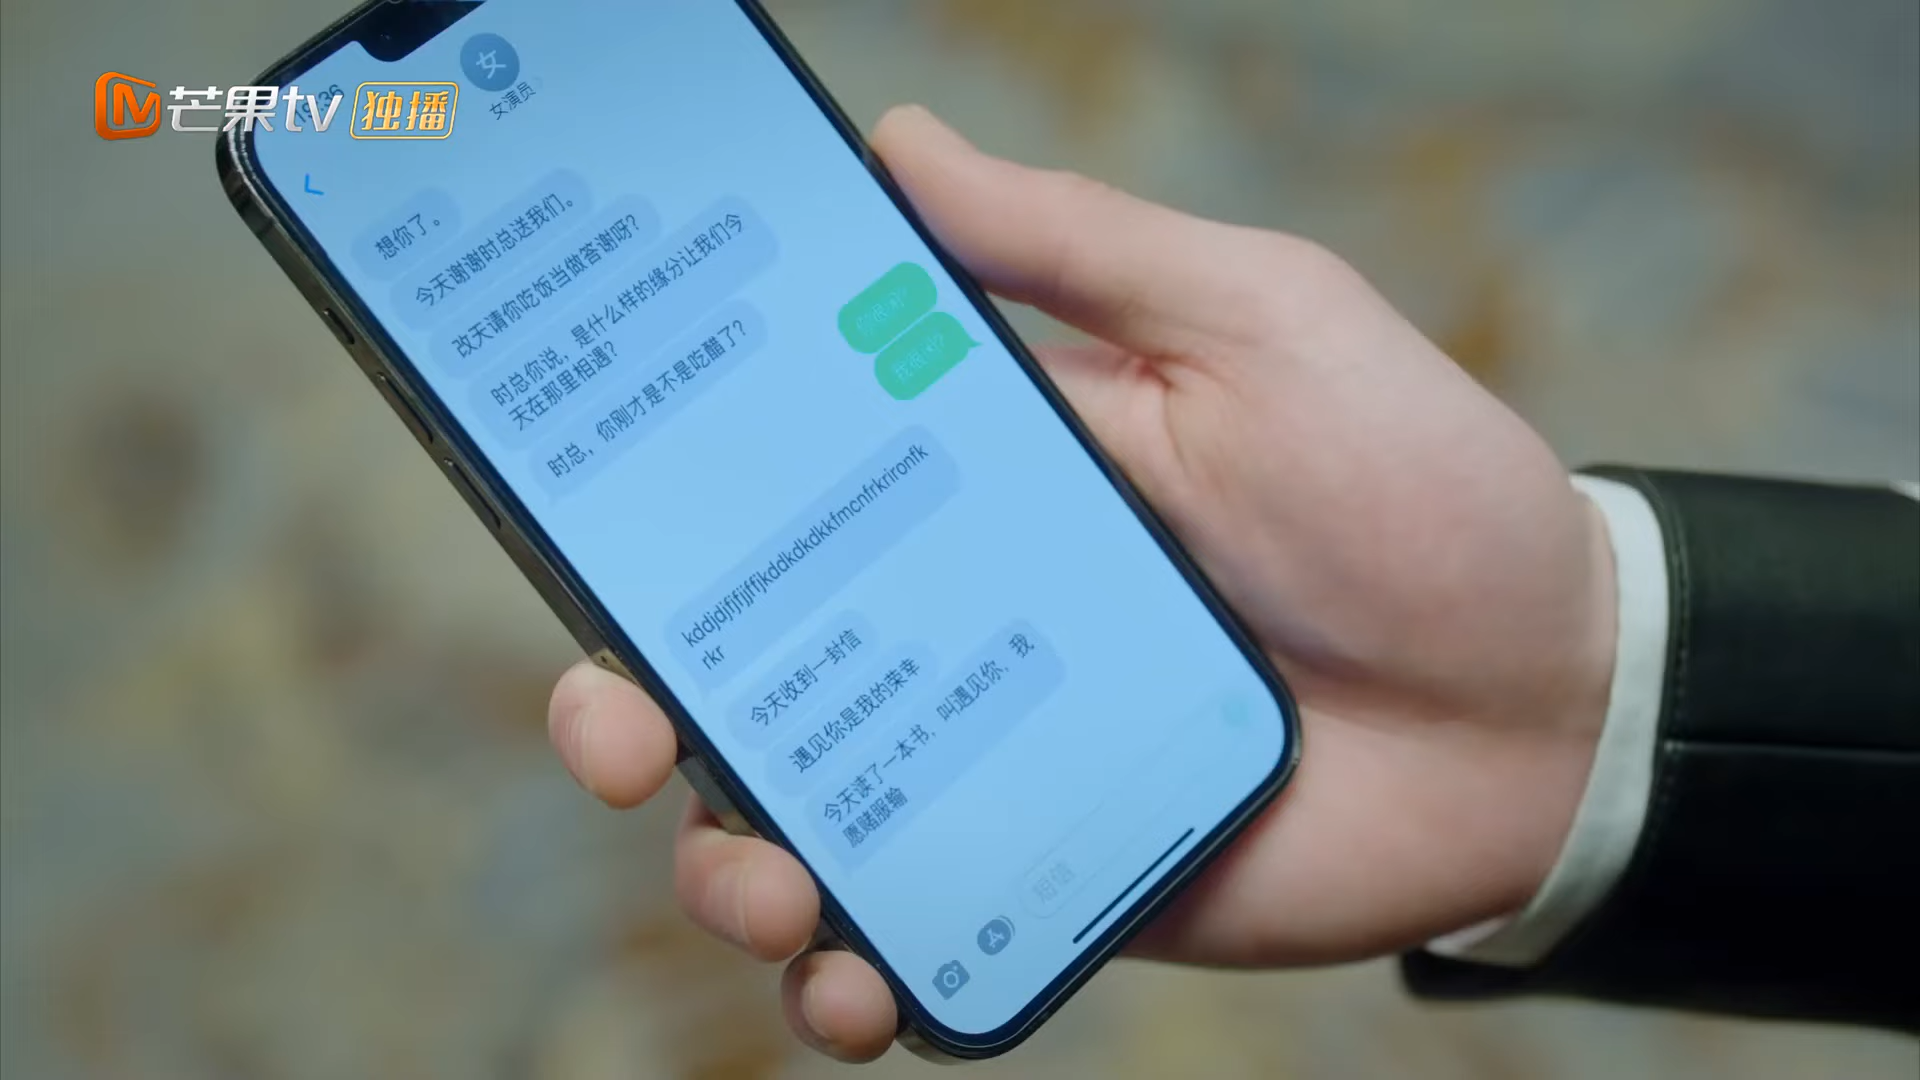 芒果tv 独播
女
女演员
想你了。
今天谢谢时总送我们。
改天请你吃饭当做答谢呀?
时总你说，是什么样的缘分让我们今
天在那里相遇?
时总，你刚才是不是吃醋了?
kddjdjfjfjjffjkddkdkdkkfmcnfrkrironfk
rkr
今天收到一封信
遇见你是我的荣幸
今天读了一本书，叫遇见你，我
愿赌服输
短信